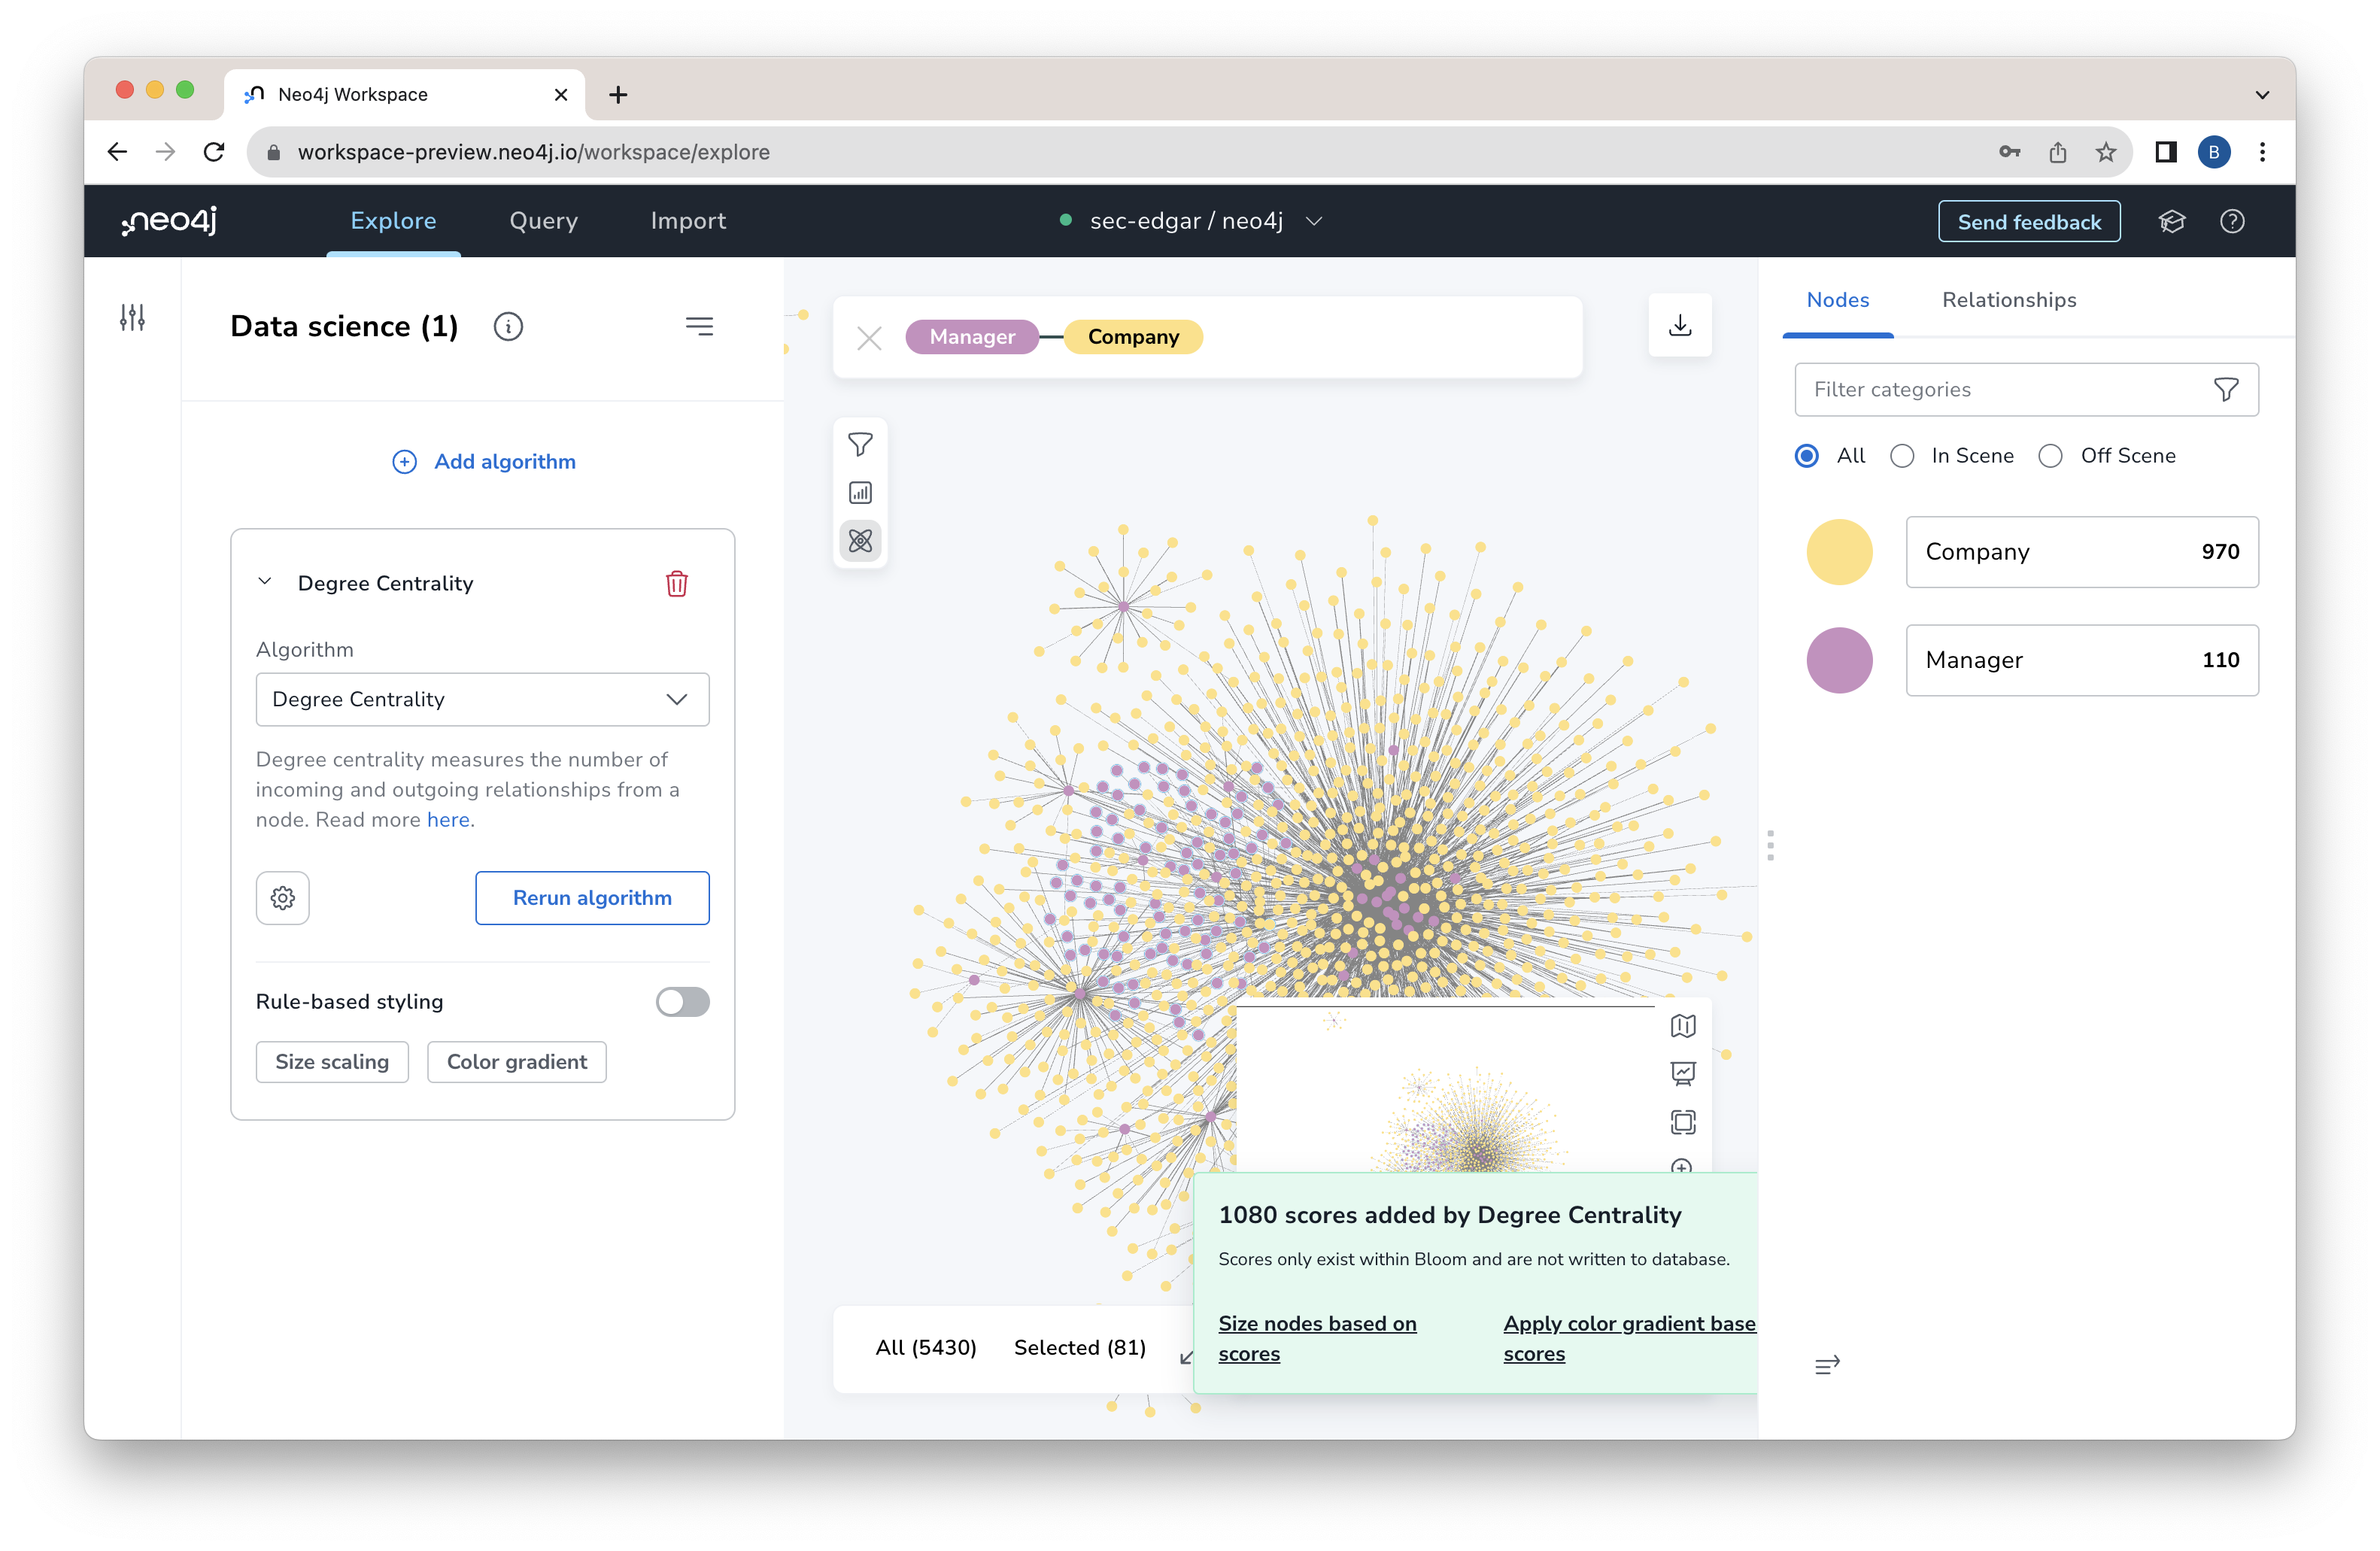 Neo4j Workspace
workspace-preview.neo4j.io/workspace/explore
B
neo4j
Explore
Query
Import
sec-edgar / neo4j
Send feedback
Data science (1)
Add algorithm
Degree Centrality
Algorithm
Degree Centrality
Degree centrality measures the number of
incoming and outgoing relationships from a
node. Read more here.
Rerun algorithm
Rule-based styling
Size scaling
Color gradient
Manager
Company
All (5430)
Selected (81)
1080 scores added by Degree Centrality
Scores only exist within Bloom and are not written to database.
Size nodes based on
scores
Apply color gradient base
scores
Nodes
Relationships
Filter categories
All
In Scene
Off Scene
Company 970
Manager 110